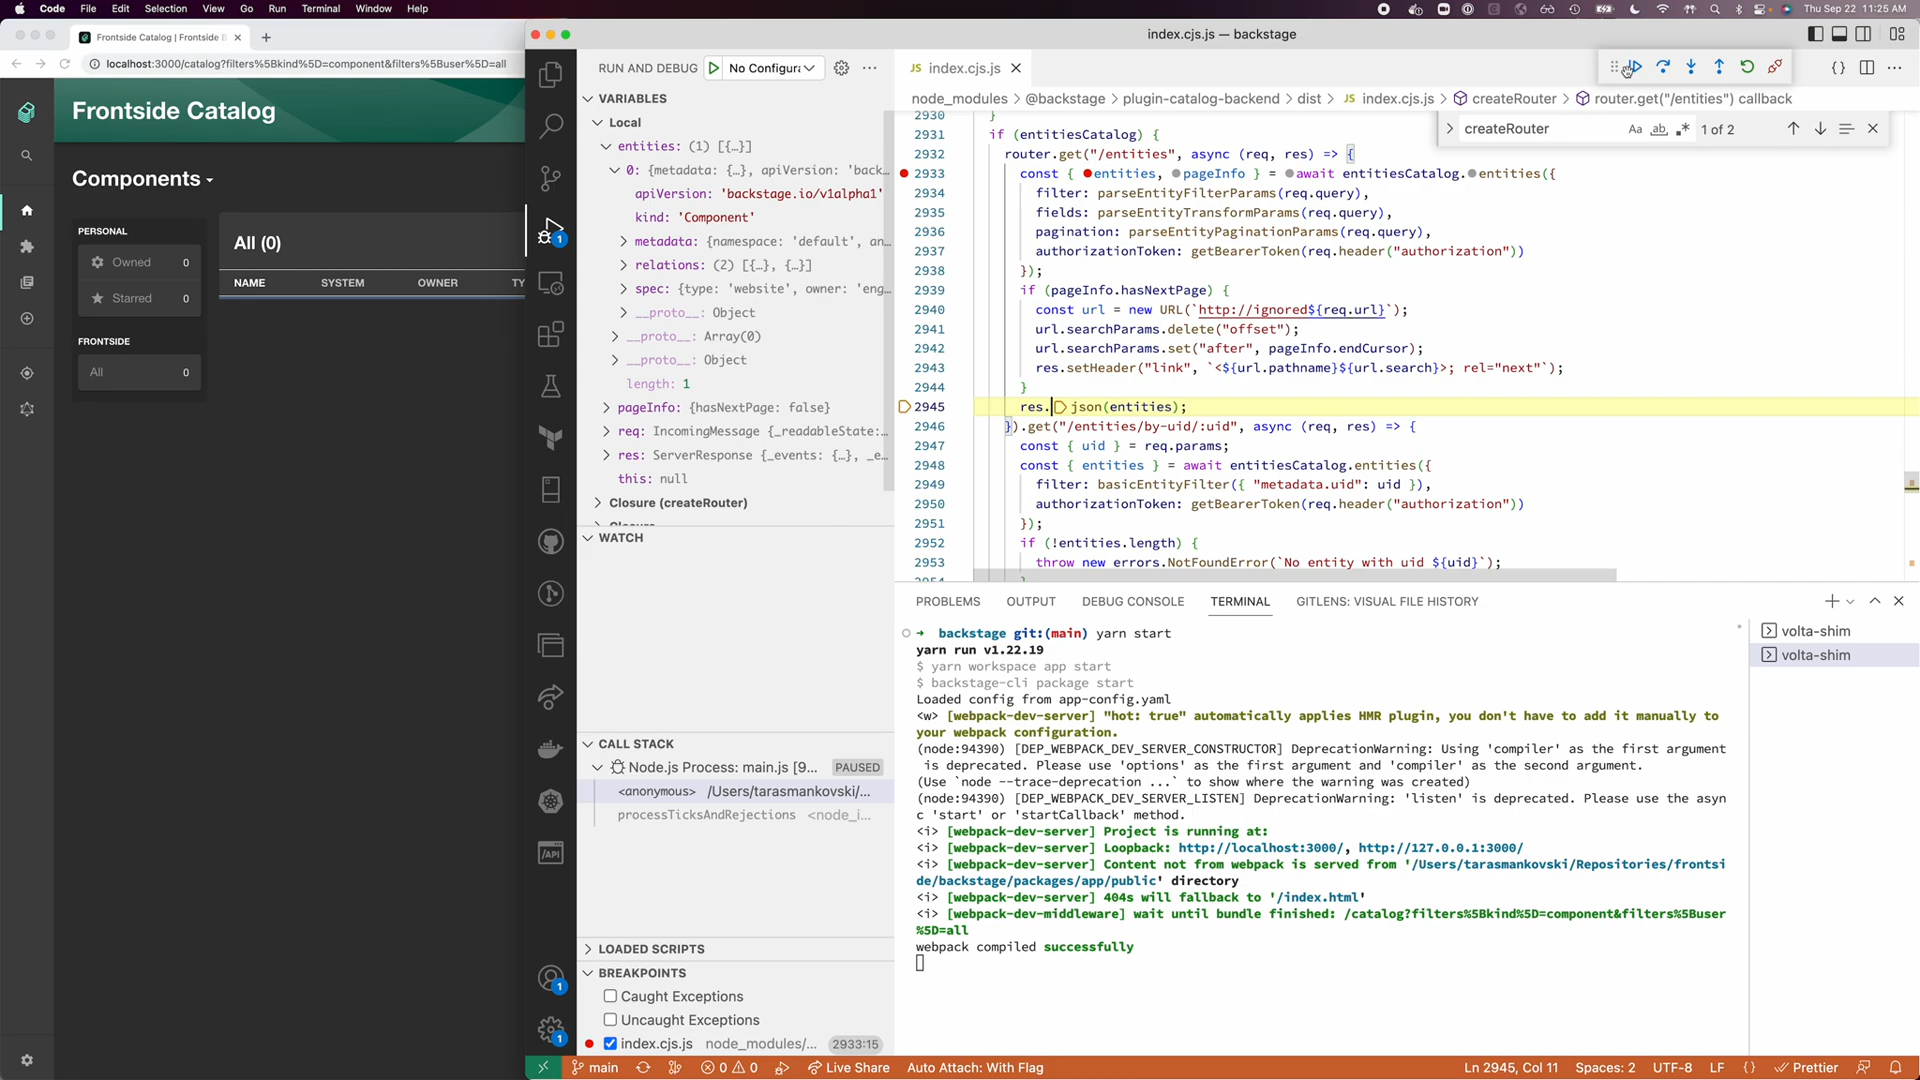 Code File Edit Selection View Go Run Terminal Window Help
Thu Sep 22 11:25 AM
Frontside Catalog | Frontside B
localhost:3000/catalog?filters%5Bkind%5D=component&filters%5Buser%5D=all
Frontside Catalog
Components
PERSONAL
Owned 0
Starred 0
FRONTSIDE
All 0
All (0)
NAME SYSTEM OWNER TY
index.cjs.js — backstage
RUN AND DEBUG No Configura
VARIABLES
Local
entities: (1) [{…}]
0: {metadata: {…}, apiVersion: 'back…
apiVersion: 'backstage.io/v1alpha1'
kind: 'Component'
metadata: {namespace: 'default', an…
relations: (2) [{…}, {…}]
spec: {type: 'website', owner: 'eng…
__proto__: Object
__proto__: Array(0)
__proto__: Object
length: 1
pageInfo: {hasNextPage: false}
req: IncomingMessage {_readableState:…
res: ServerResponse {_events: {…}, _e…
this: null
Closure (createRouter)
Closure
WATCH
CALL STACK
Node.js Process: main.js [9... PAUSED
<anonymous> /Users/tarasmankovski/...
processTicksAndRejections <node_i...
LOADED SCRIPTS
BREAKPOINTS
Caught Exceptions
Uncaught Exceptions
index.cjs.js node_modules/... 2933:15
1
1
1
JS index.cjs.js
node_modules > @backstage > plugin-catalog-backend > dist > JS index.cjs.js > createRouter > router.get("/entities") callback
createRouter Aa ab .* 1 of 2
2930 }
2931 if (entitiesCatalog) {
2932 router.get("/entities", async (req, res) => {
2933 const { entities, pageInfo } = await entitiesCatalog.entities({
2934 filter: parseEntityFilterParams(req.query),
2935 fields: parseEntityTransformParams(req.query),
2936 pagination: parseEntityPaginationParams(req.query),
2937 authorizationToken: getBearerToken(req.header("authorization"))
2938 });
2939 if (pageInfo.hasNextPage) {
2940 const url = new URL(`http://ignored${req.url}`);
2941 url.searchParams.delete("offset");
2942 url.searchParams.set("after", pageInfo.endCursor);
2943 res.setHeader("link", `<${url.pathname}${url.search}>; rel="next"`);
2944 }
2945 res.json(entities);
2946 }).get("/entities/by-uid/:uid", async (req, res) => {
2947 const { uid } = req.params;
2948 const { entities } = await entitiesCatalog.entities({
2949 filter: basicEntityFilter({ "metadata.uid": uid }),
2950 authorizationToken: getBearerToken(req.header("authorization"))
2951 });
2952 if (!entities.length) {
2953 throw new errors.NotFoundError(`No entity with uid ${uid}`);
2954 }
PROBLEMS OUTPUT DEBUG CONSOLE TERMINAL GITLENS: VISUAL FILE HISTORY
volta-shim
volta-shim
➜ backstage git:(main) yarn start
yarn run v1.22.19
$ yarn workspace app start
$ backstage-cli package start
Loaded config from app-config.yaml
<w> [webpack-dev-server] "hot: true" automatically applies HMR plugin, you don't have to add it manually to
your webpack configuration.
(node:94390) [DEP_WEBPACK_DEV_SERVER_CONSTRUCTOR] DeprecationWarning: Using 'compiler' as the first argument
is deprecated. Please use 'options' as the first argument and 'compiler' as the second argument.
(Use `node --trace-deprecation ...` to show where the warning was created)
(node:94390) [DEP_WEBPACK_DEV_SERVER_LISTEN] DeprecationWarning: 'listen' is deprecated. Please use the asyn
c 'start' or 'startCallback' method.
<i> [webpack-dev-server] Project is running at:
<i> [webpack-dev-server] Loopback: http://localhost:3000/, http://127.0.0.1:3000/
<i> [webpack-dev-server] Content not from webpack is served from '/Users/tarasmankovski/Repositories/frontsi
de/backstage/packages/app/public' directory
<i> [webpack-dev-server] 404s will fallback to '/index.html'
<i> [webpack-dev-middleware] wait until bundle finished: /catalog?filters%5Bkind%5D=component&filters%5Buser
%5D=all
webpack compiled successfully
main 0 0 Live Share Auto Attach: With Flag Ln 2945, Col 11 Spaces: 2 UTF-8 LF {} Prettier